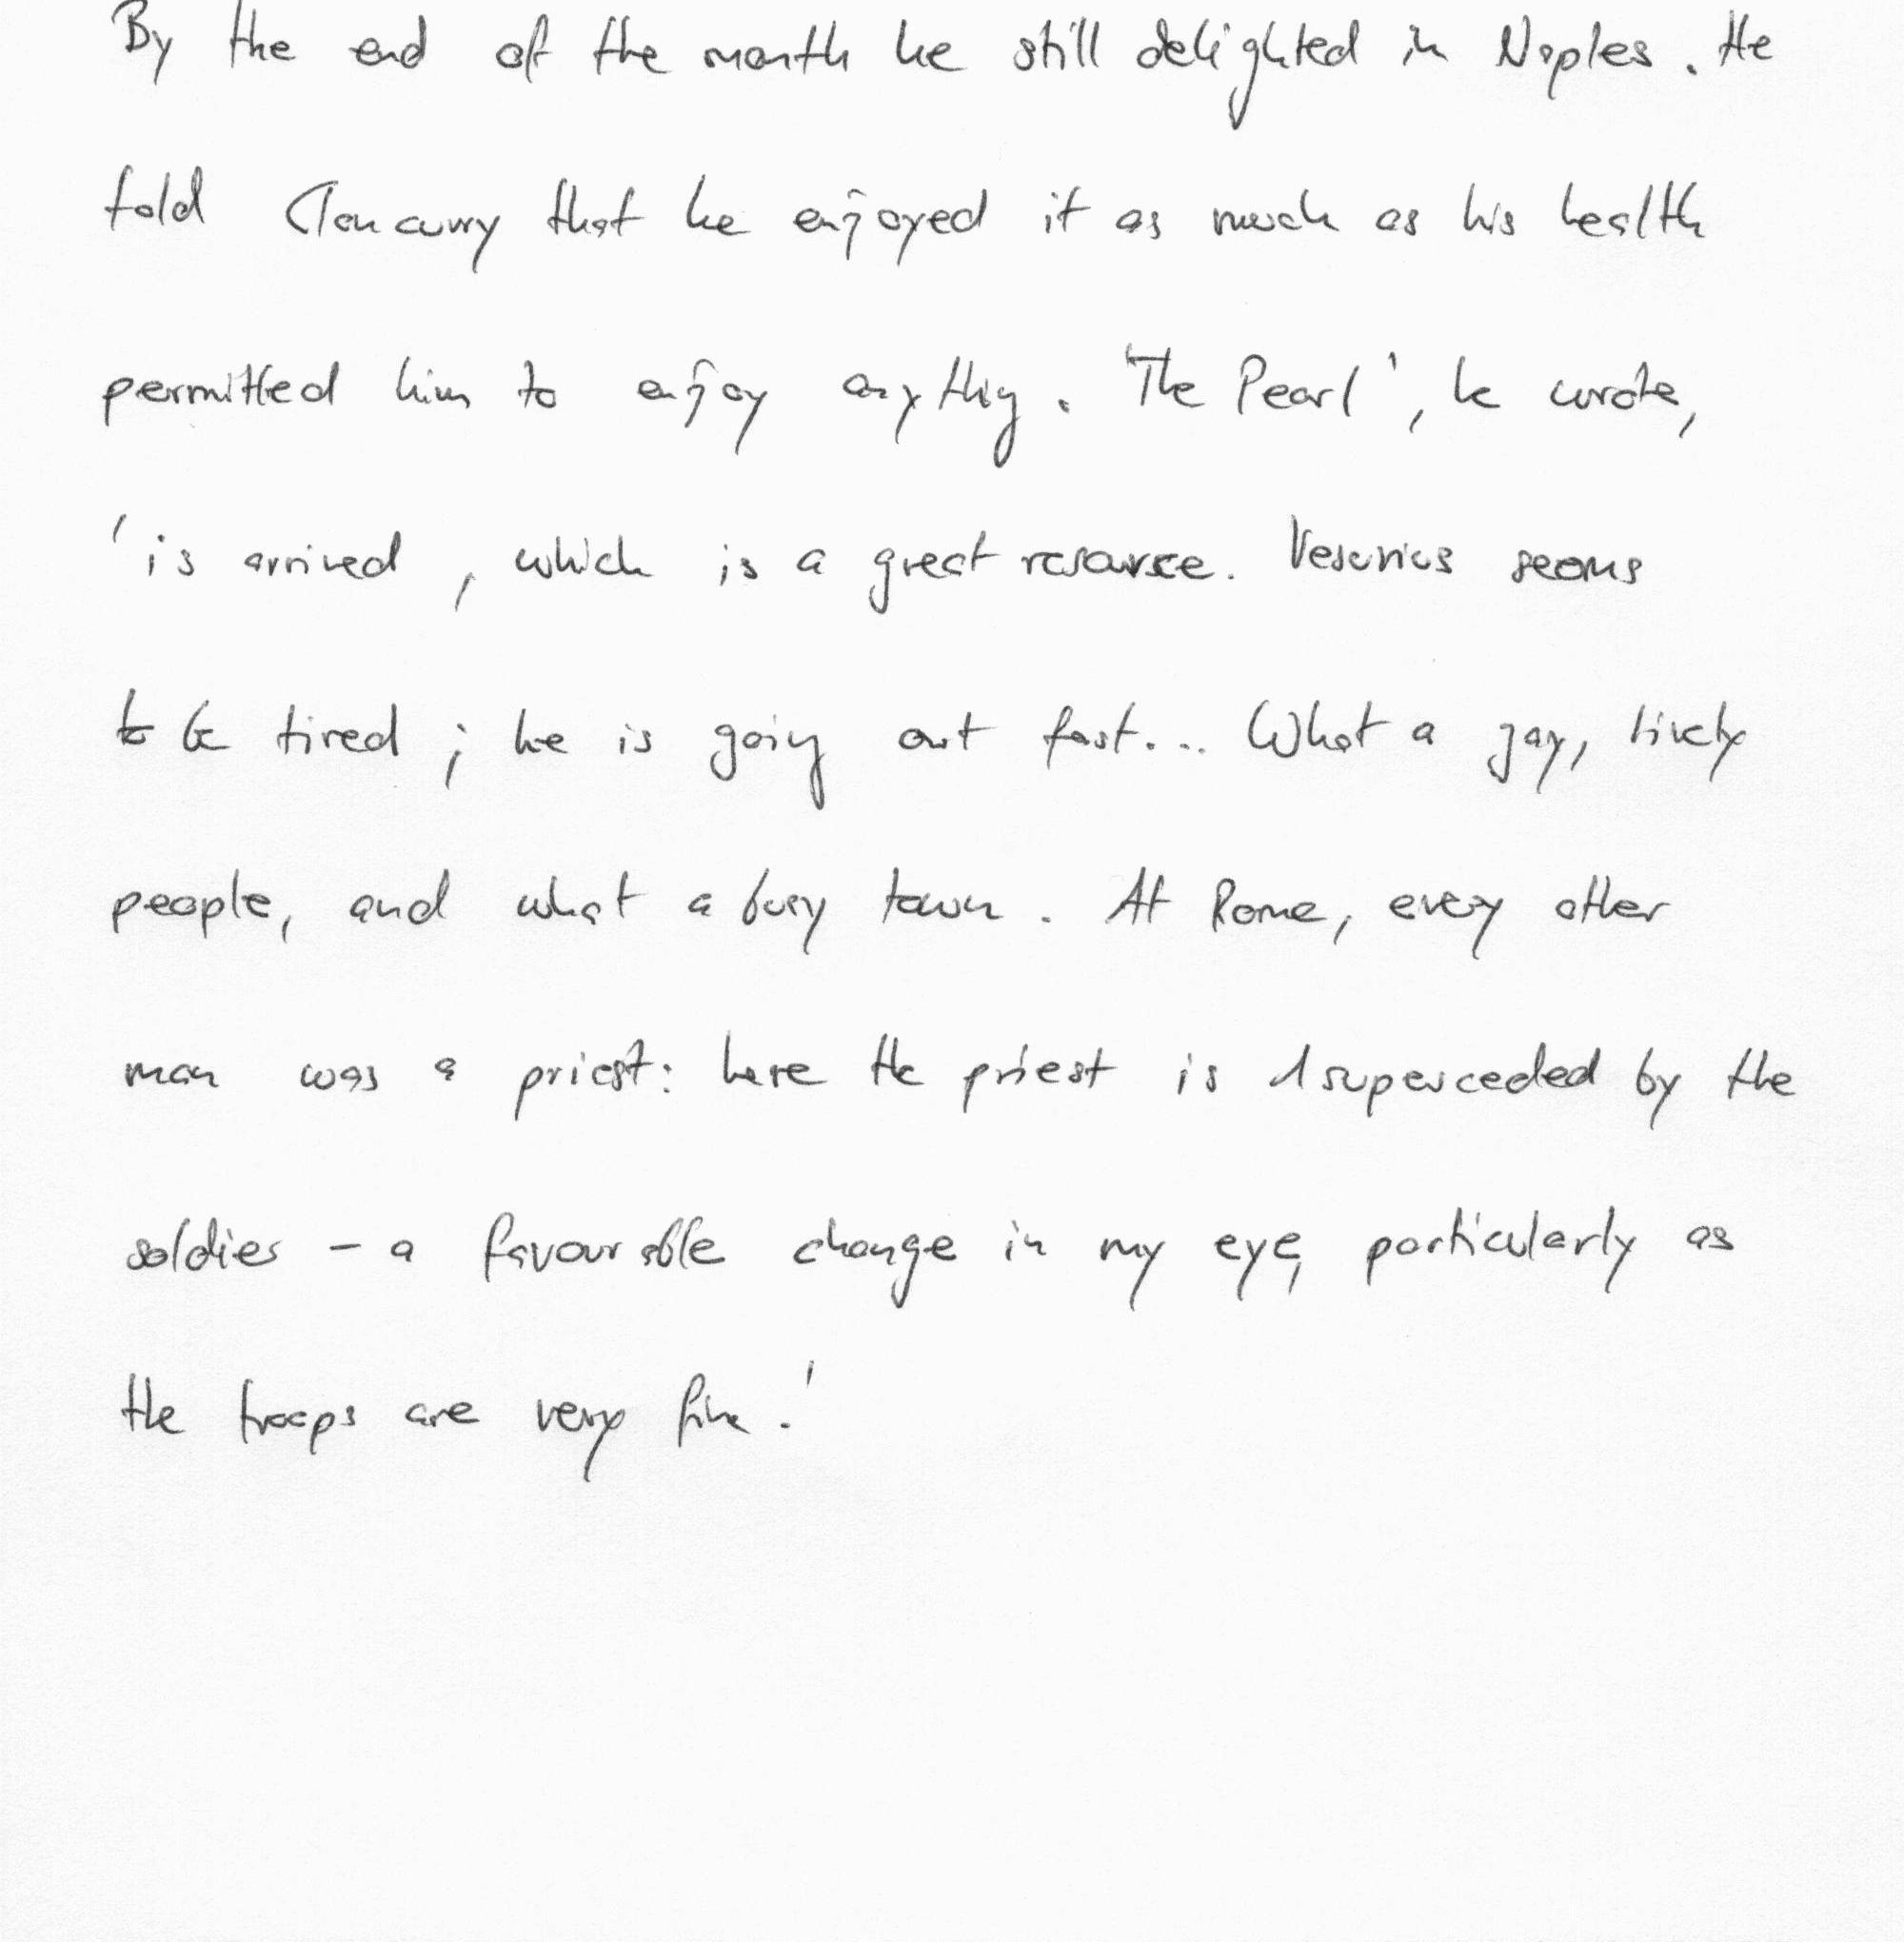 By the end of the month he still delighted in Naples. He
told Cloncurry that he enjoyed it as much as his health
permitted him to enjoy anything. 'The Pearl', he wrote,
'is arrived, which is a great resource. Vesuvius seems
to be tired; he is going out fast... What a gay, lively
people, and what a busy town. At Rome, every other
man was a priest: here the priest is superceded by the
soldier - a favourable change in my eye, particularly as
the troops are very fine.'